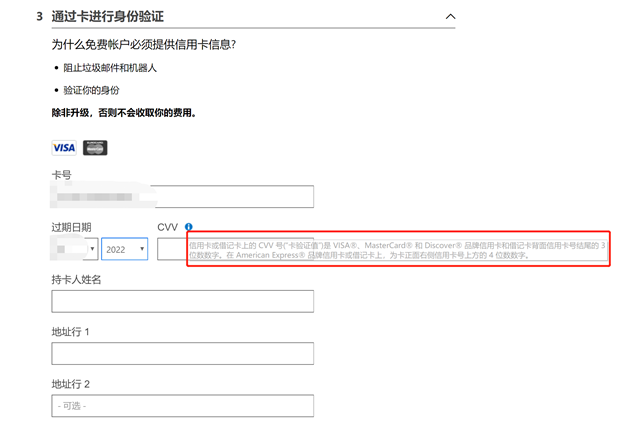 3 通过卡进行身份验证
为什么免费帐户必须提供信用卡信息?
• 阻止垃圾邮件和机器人
• 验证你的身份
除非升级，否则不会收取你的费用。
VISA MasterCard
卡号
过期日期 CVV
2022
信用卡或借记卡上的 CVV 号("卡验证值")是 VISA®、MasterCard® 和 Discover® 品牌信用卡和借记卡背面信用卡号结尾的 3
位数数字。在 American Express® 品牌信用卡或借记卡上，为卡正面右侧信用卡号上方的 4 位数数字。
持卡人姓名
地址行 1
地址行 2
- 可选 -